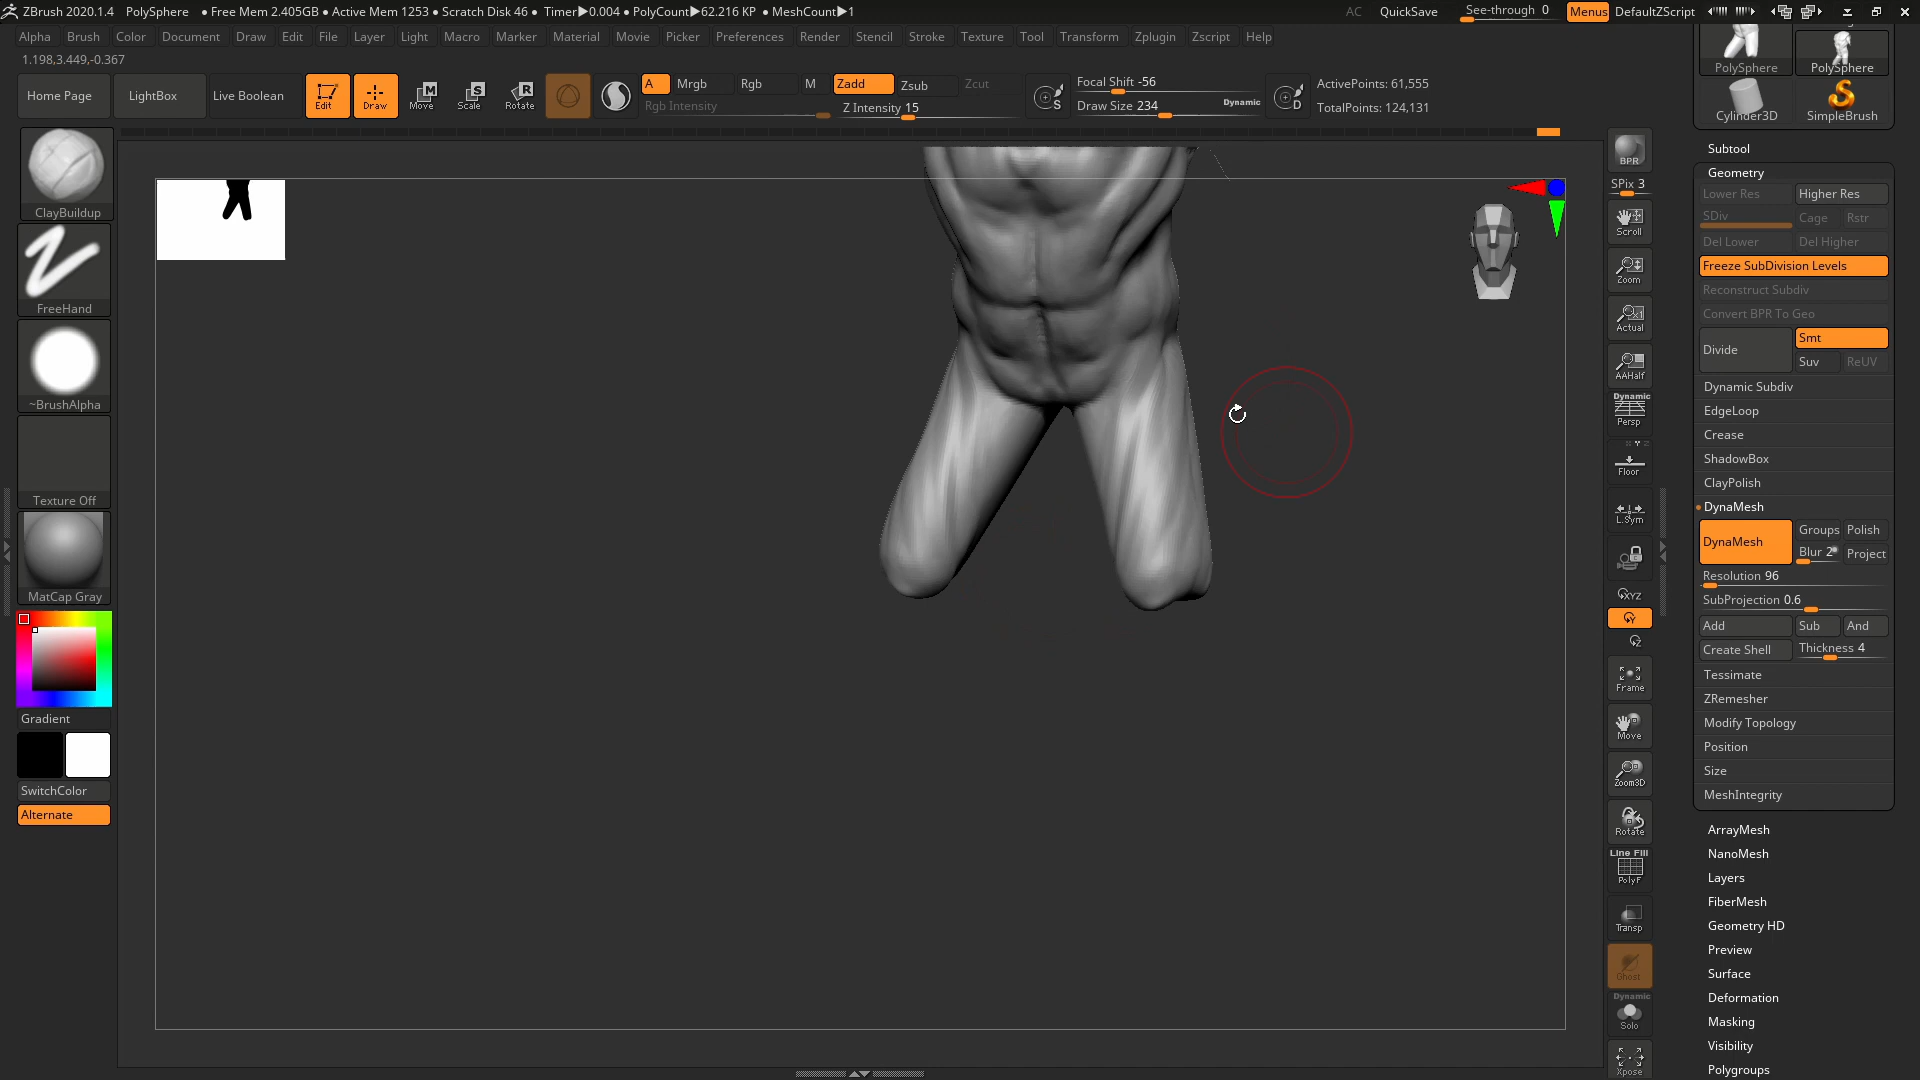 ZBrush 2020.1.4 PolySphere • Free Mem 2.405GB • Active Mem 1253 • Scratch Disk 46 • Timer▶0.004 • PolyCount▶62.216 KP • MeshCount▶1 AC QuickSave See-through 0 Menus DefaultZScript
Alpha Brush Color Document Draw Edit File Layer Light Macro Marker Material Movie Picker Preferences Render Stencil Stroke Texture Tool Transform Zplugin Zscript Help
1.198,3.449,-0.367
Home Page LightBox Live Boolean Edit Draw Move Scale Rotate
A Mrgb Rgb M Zadd Zsub Zcut
Rgb Intensity Z Intensity 15
S Focal Shift -56
Draw Size 234 Dynamic D
ActivePoints: 61,555
TotalPoints: 124,131
ClayBuildup
FreeHand
~BrushAlpha
Texture Off
MatCap Gray
Gradient
SwitchColor
Alternate
BPR
SPix 3
Scroll
Zoom
Actual
AAHalf
Dynamic
Persp
Floor
L.Sym
XYZ
Y
Z
Frame
Move
Zoom3D
Rotate
Line Fill
PolyF
Transp
Ghost
Dynamic
Solo
Xpose
PolySphere PolySphere
Cylinder3D SimpleBrush
Subtool
Geometry
Lower Res Higher Res
SDiv Cage Rstr
Del Lower Del Higher
Freeze SubDivision Levels
Reconstruct Subdiv
Convert BPR To Geo
Divide Smt
Suv ReUV
Dynamic Subdiv
EdgeLoop
Crease
ShadowBox
ClayPolish
DynaMesh
DynaMesh Groups Polish
Blur 2 Project
Resolution 96
SubProjection 0.6
Add Sub And
Create Shell Thickness 4
Tessimate
ZRemesher
Modify Topology
Position
Size
MeshIntegrity
ArrayMesh
NanoMesh
Layers
FiberMesh
Geometry HD
Preview
Surface
Deformation
Masking
Visibility
Polygroups